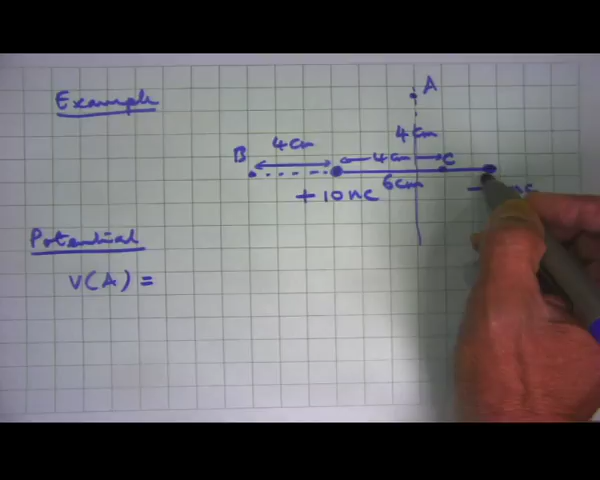 Example
A
4cm
4cm
B
4cm
C
6cm
+10nC
Potential
V(A) =